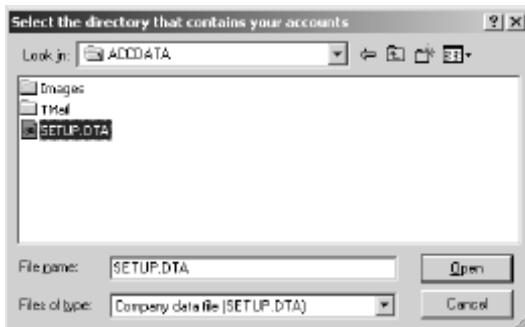 Select the directory that contains your accounts
Look in: ACCDATA
Images
TMail
SETUP.DTA
File name: SETUP.DTA Open
Files of type: Company data file (SETUP.DTA) Cancel